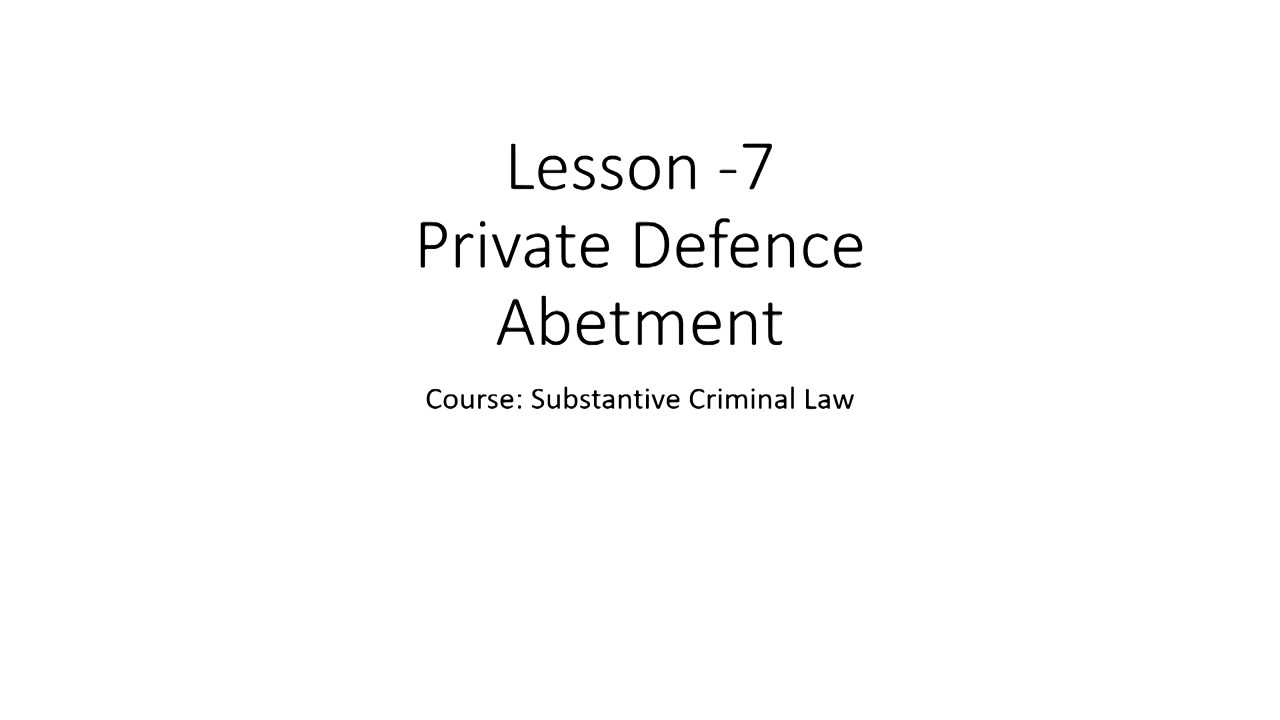 Lesson -7
Private Defence
Abetment
Course: Substantive Criminal Law